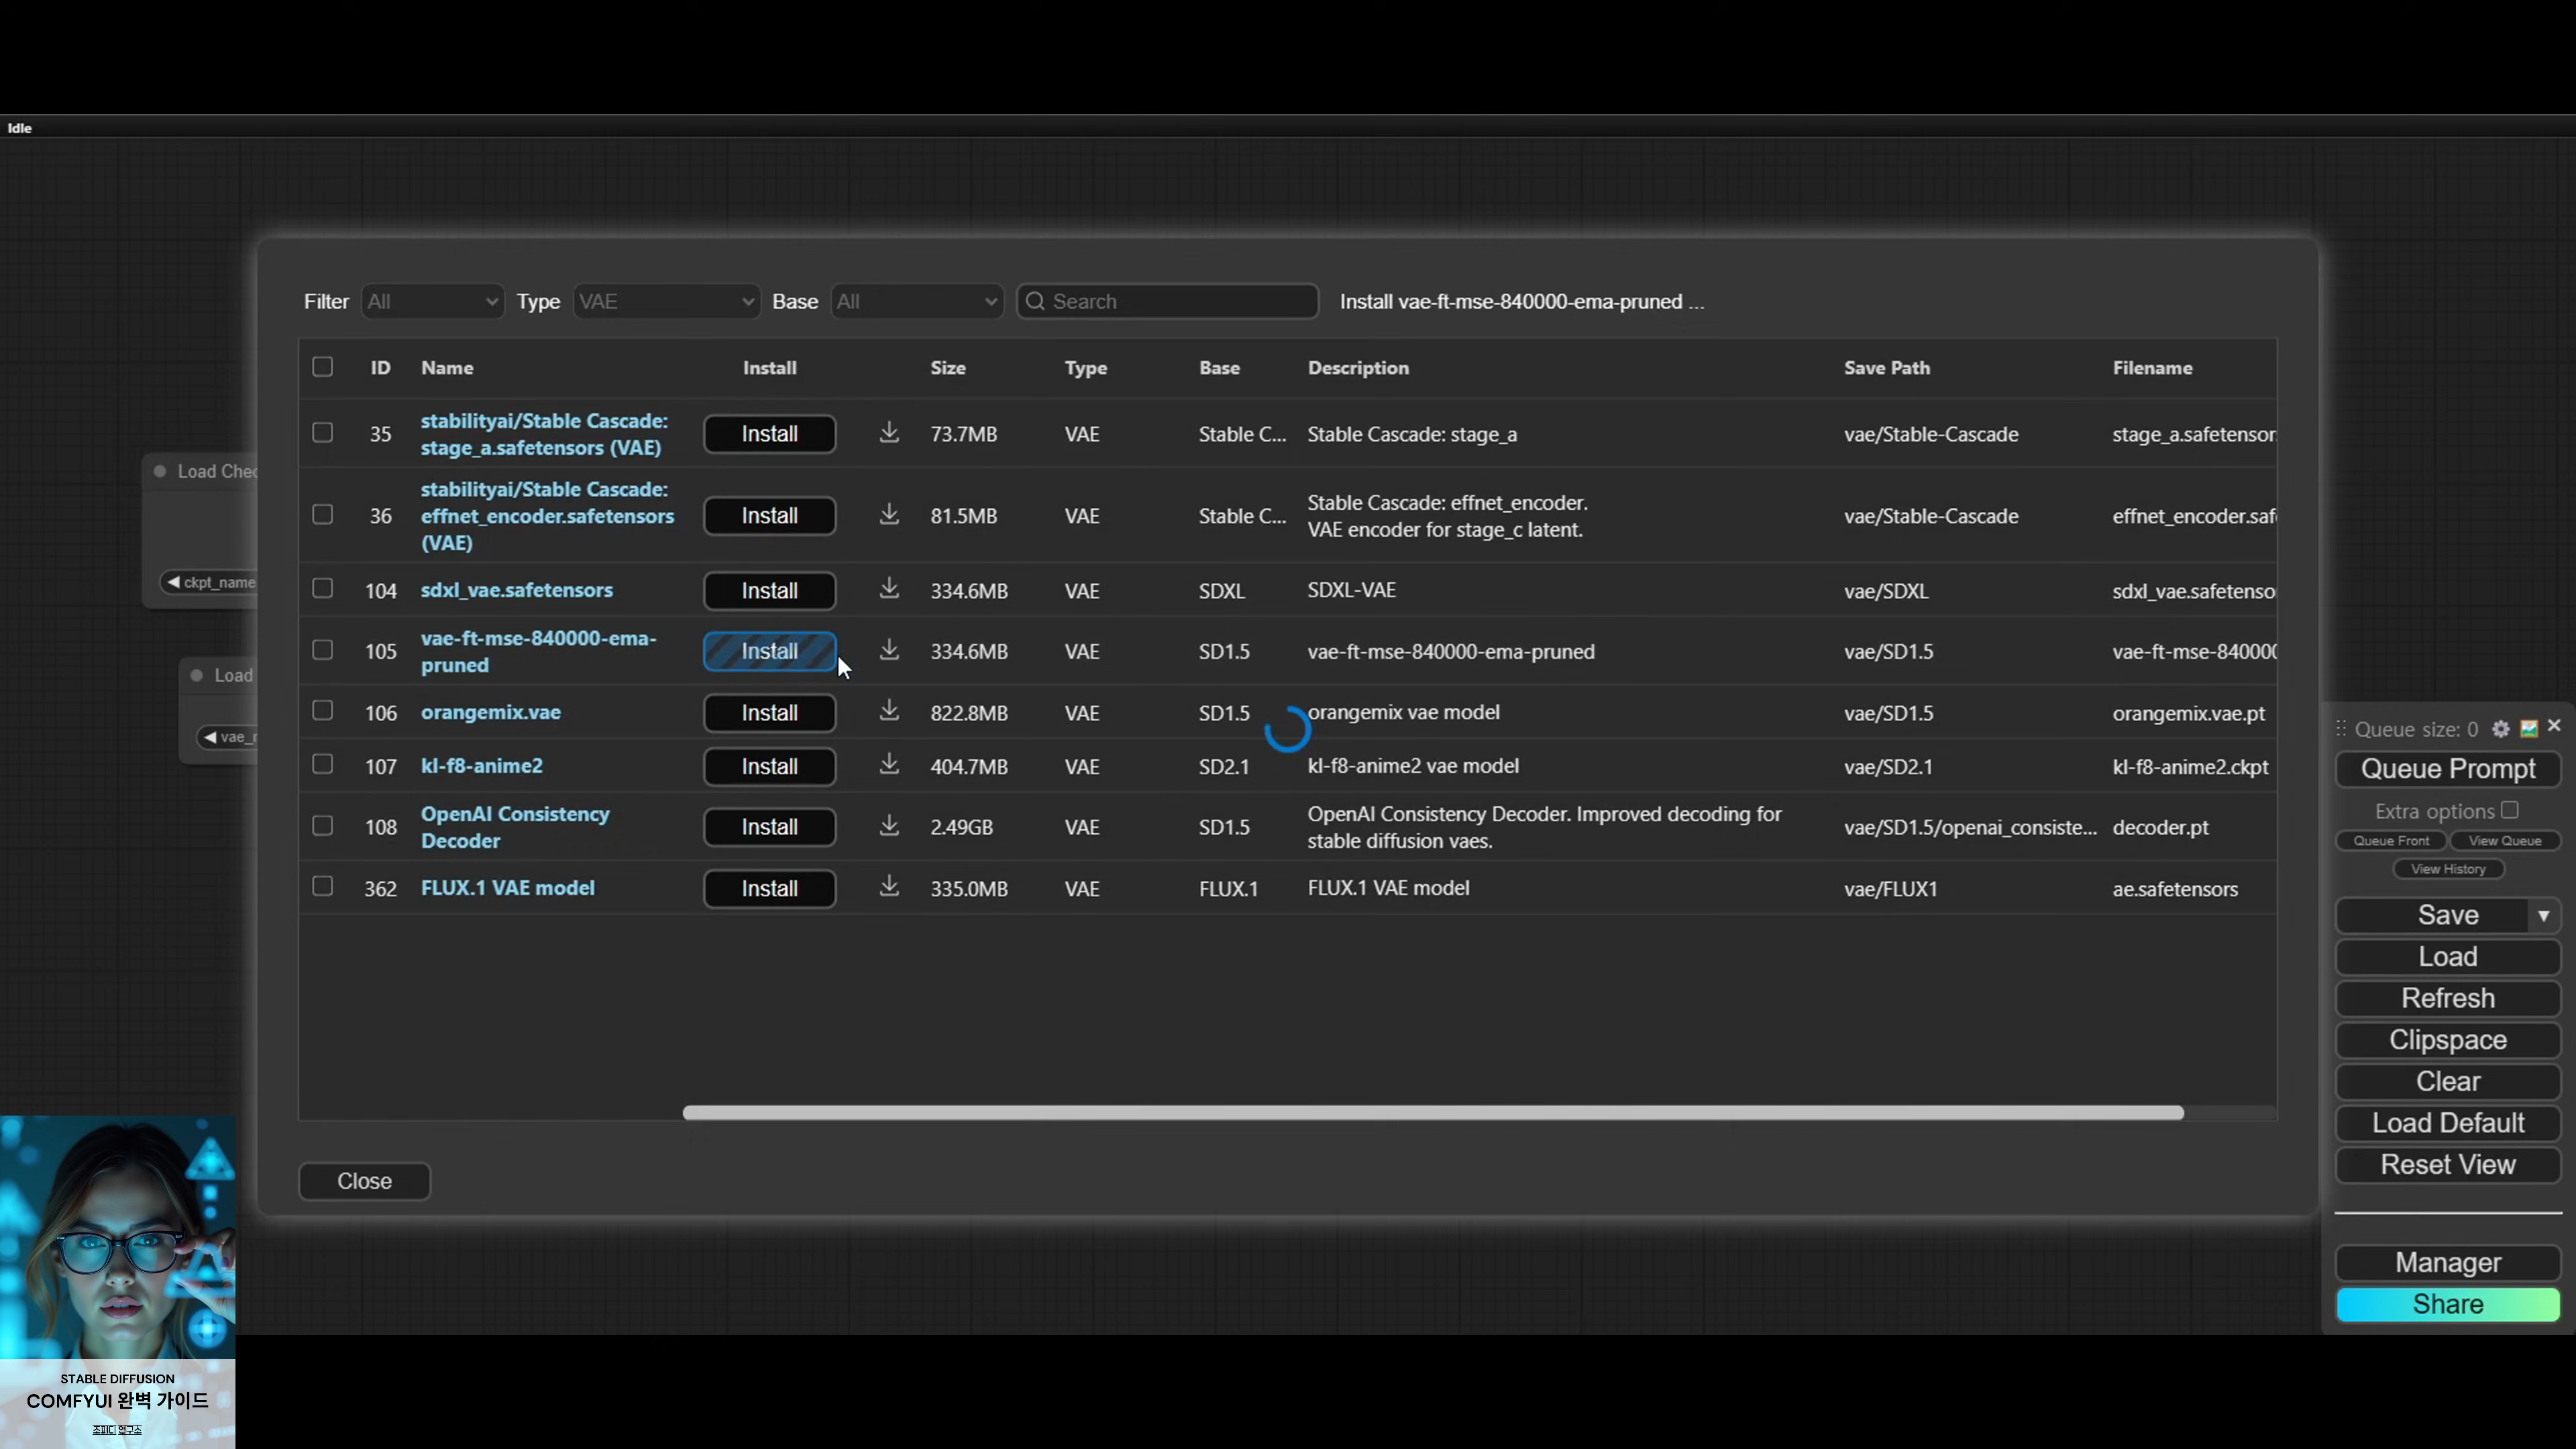 Idle
Filter All Type VAE Base All Search Install vae-ft-mse-840000-ema-pruned ...
ID Name Install Size Type Base Description Save Path Filename
35 stabilityai/Stable Cascade: stage_a.safetensors (VAE) Install 73.7MB VAE Stable C... Stable Cascade: stage_a vae/Stable-Cascade stage_a.safetensor
36 stabilityai/Stable Cascade: effnet_encoder.safetensors (VAE) Install 81.5MB VAE Stable C... Stable Cascade: effnet_encoder. VAE encoder for stage_c latent. vae/Stable-Cascade effnet_encoder.saf
104 sdxl_vae.safetensors Install 334.6MB VAE SDXL SDXL-VAE vae/SDXL sdxl_vae.safetenso
105 vae-ft-mse-840000-ema-pruned Install 334.6MB VAE SD1.5 vae-ft-mse-840000-ema-pruned vae/SD1.5 vae-ft-mse-84000
106 orangemix.vae Install 822.8MB VAE SD1.5 orangemix vae model vae/SD1.5 orangemix.vae.pt
107 kl-f8-anime2 Install 404.7MB VAE SD2.1 kl-f8-anime2 vae model vae/SD2.1 kl-f8-anime2.ckpt
108 OpenAI Consistency Decoder Install 2.49GB VAE SD1.5 OpenAI Consistency Decoder. Improved decoding for stable diffusion vaes. vae/SD1.5/openai_consiste... decoder.pt
362 FLUX.1 VAE model Install 335.0MB VAE FLUX.1 FLUX.1 VAE model vae/FLUX1 ae.safetensors
Close
Load Chec
ckpt_name
Load
vae_n
Queue size: 0
Queue Prompt
Extra options
Queue Front View Queue
View History
Save
Load
Refresh
Clipspace
Clear
Load Default
Reset View
Manager
Share
STABLE DIFFUSION
COMFYUI 완벽 가이드
조피디 연구소